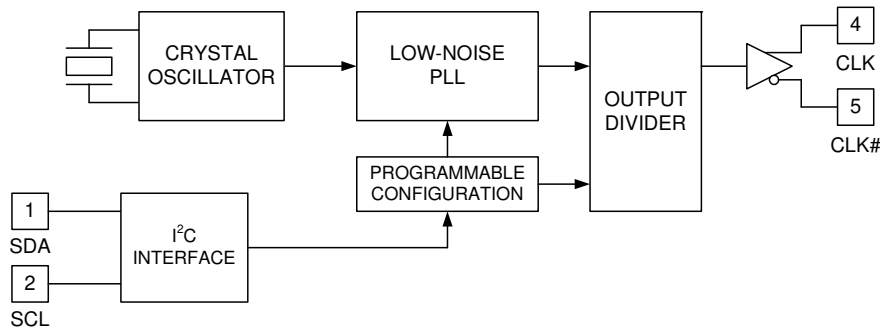 CRYSTAL
OSCILLATOR
LOW-NOISE
PLL
OUTPUT
DIVIDER
4
CLK
5
CLK#
PROGRAMMABLE
CONFIGURATION
1
SDA
I²C
INTERFACE
2
SCL